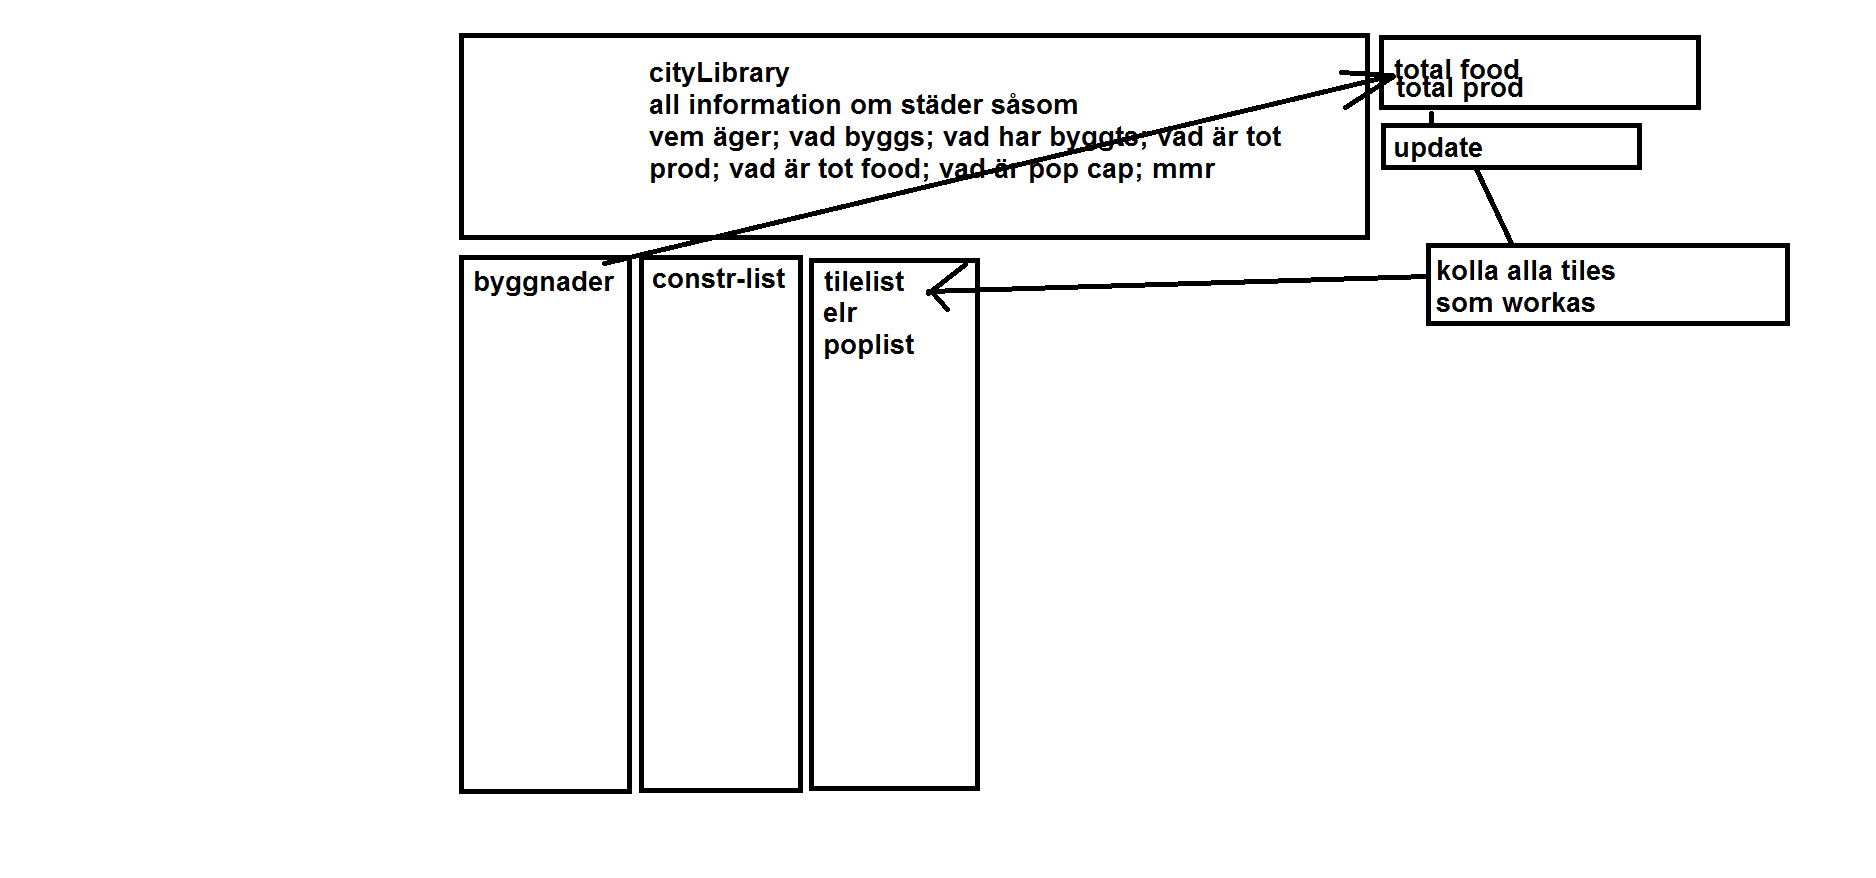 cityLibrary
all information om städer såsom
vem äger; vad byggs; vad har byggts; vad är tot
prod; vad är tot food; vad är pop cap; mmr
total food
total prod
update
byggnader
constr-list
tilelist
elr
poplist
kolla alla tiles
som workas